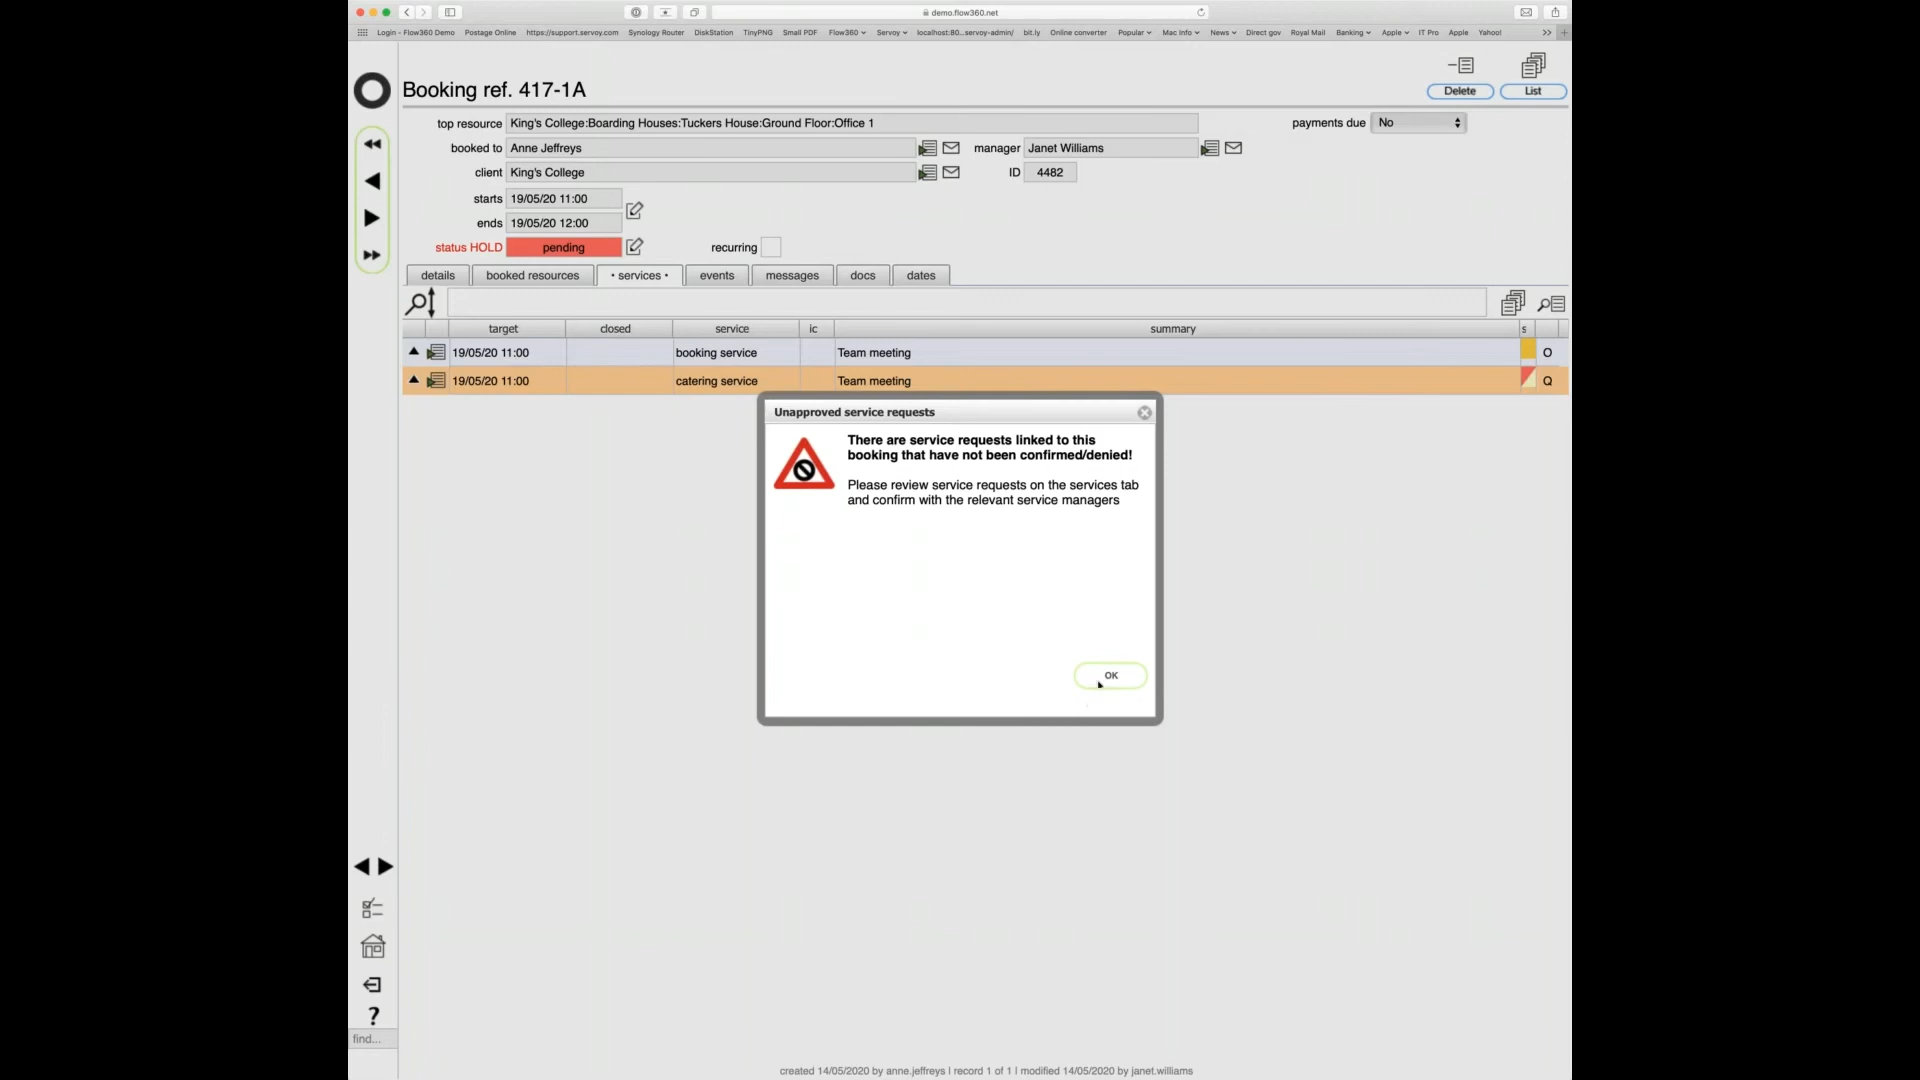 demo.flow360.net
Login - Flow360 Demo Postage Online https://support.servoy.com Synology Router DiskStation TinyPNG Small PDF Flow360 Servoy localhost:80...servoy-admin/ bit.ly Online converter Popular Mac Info News Direct gov Royal Mail Banking Apple IT Pro Apple Yahoo!
Booking ref. 417-1A
Delete List
top resource King's College:Boarding Houses:Tuckers House:Ground Floor:Office 1 payments due No
booked to Anne Jeffreys manager Janet Williams
client King's College ID 4482
starts 19/05/20 11:00
ends 19/05/20 12:00
status HOLD pending recurring
details booked resources • services • events messages docs dates
target closed service ic summary s
19/05/20 11:00 booking service Team meeting O
19/05/20 11:00 catering service Team meeting Q
Unapproved service requests
There are service requests linked to this
booking that have not been confirmed/denied!
Please review service requests on the services tab
and confirm with the relevant service managers
OK
?
find...
created 14/05/2020 by anne.jeffreys | record 1 of 1 | modified 14/05/2020 by janet.williams